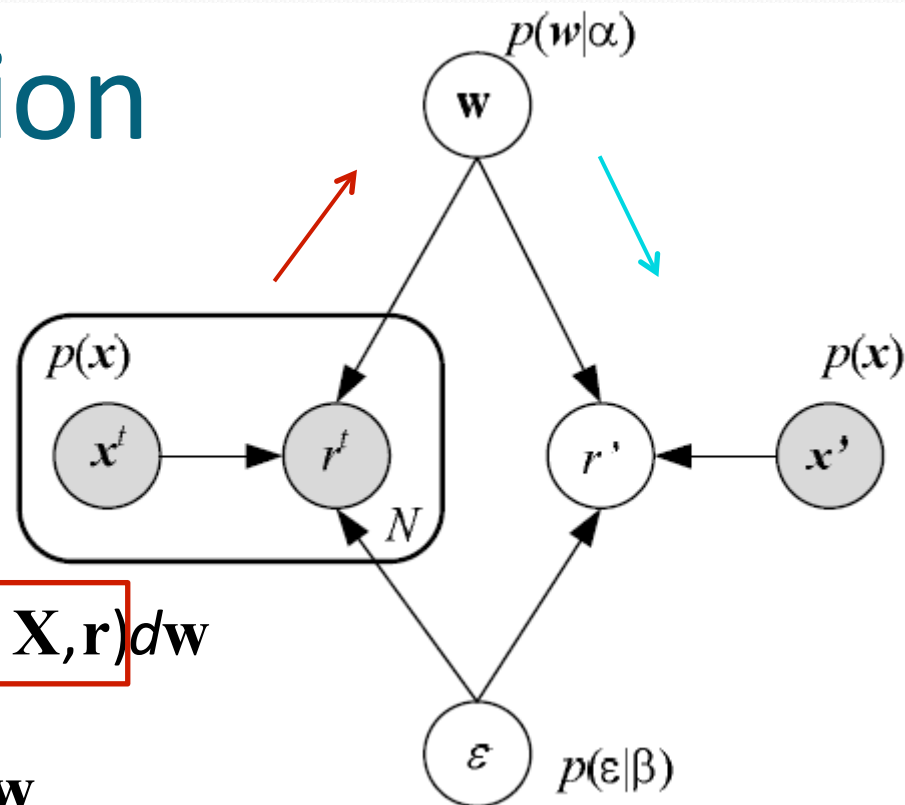 ion
p(w|α)
w
p(x)
p(x)
x^t
r^t
r'
x'
N
X,r)dw
ε
p(ε|β)
w